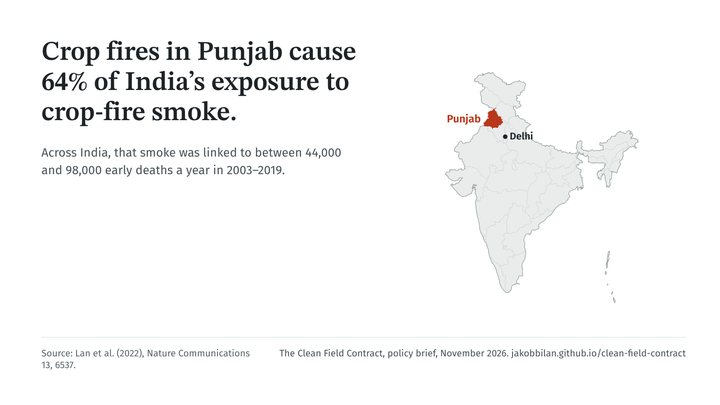 Crop fires in Punjab cause
64% of India’s exposure to
crop-fire smoke.
Across India, that smoke was linked to between 44,000
and 98,000 early deaths a year in 2003–2019.
Punjab
Delhi
Source: Lan et al. (2022), Nature Communications
13, 6537.
The Clean Field Contract, policy brief, November 2026. jakobbilan.github.io/clean-field-contract